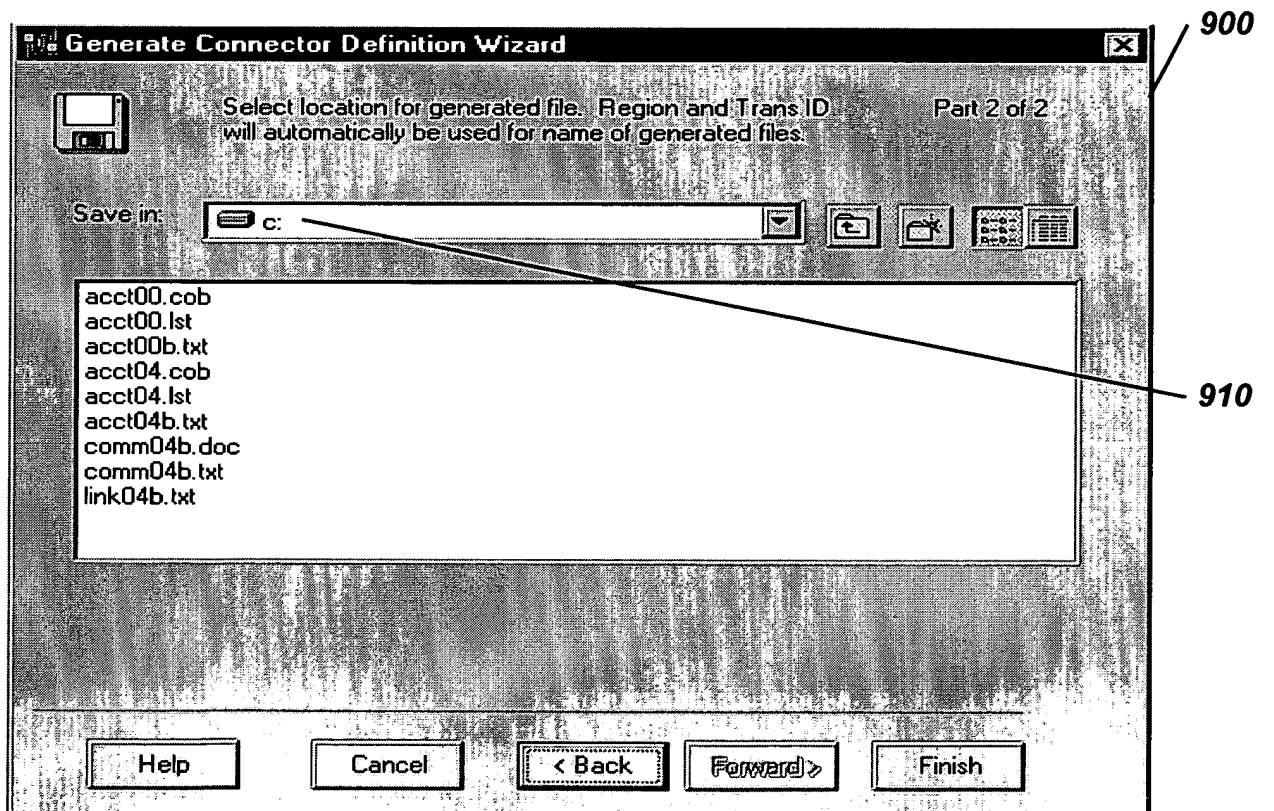 900
Generate Connector Definition Wizard
Select location for generated file. Region and Trans ID
will automatically be used for name of generated files.
Part 2 of 2
Save in:
c:
acct00.cob
acct00.lst
acct00b.txt
acct04.cob
acct04.lst
acct04b.txt
comm04b.doc
comm04b.txt
link04b.txt
910
Help
Cancel
< Back
Forward >
Finish